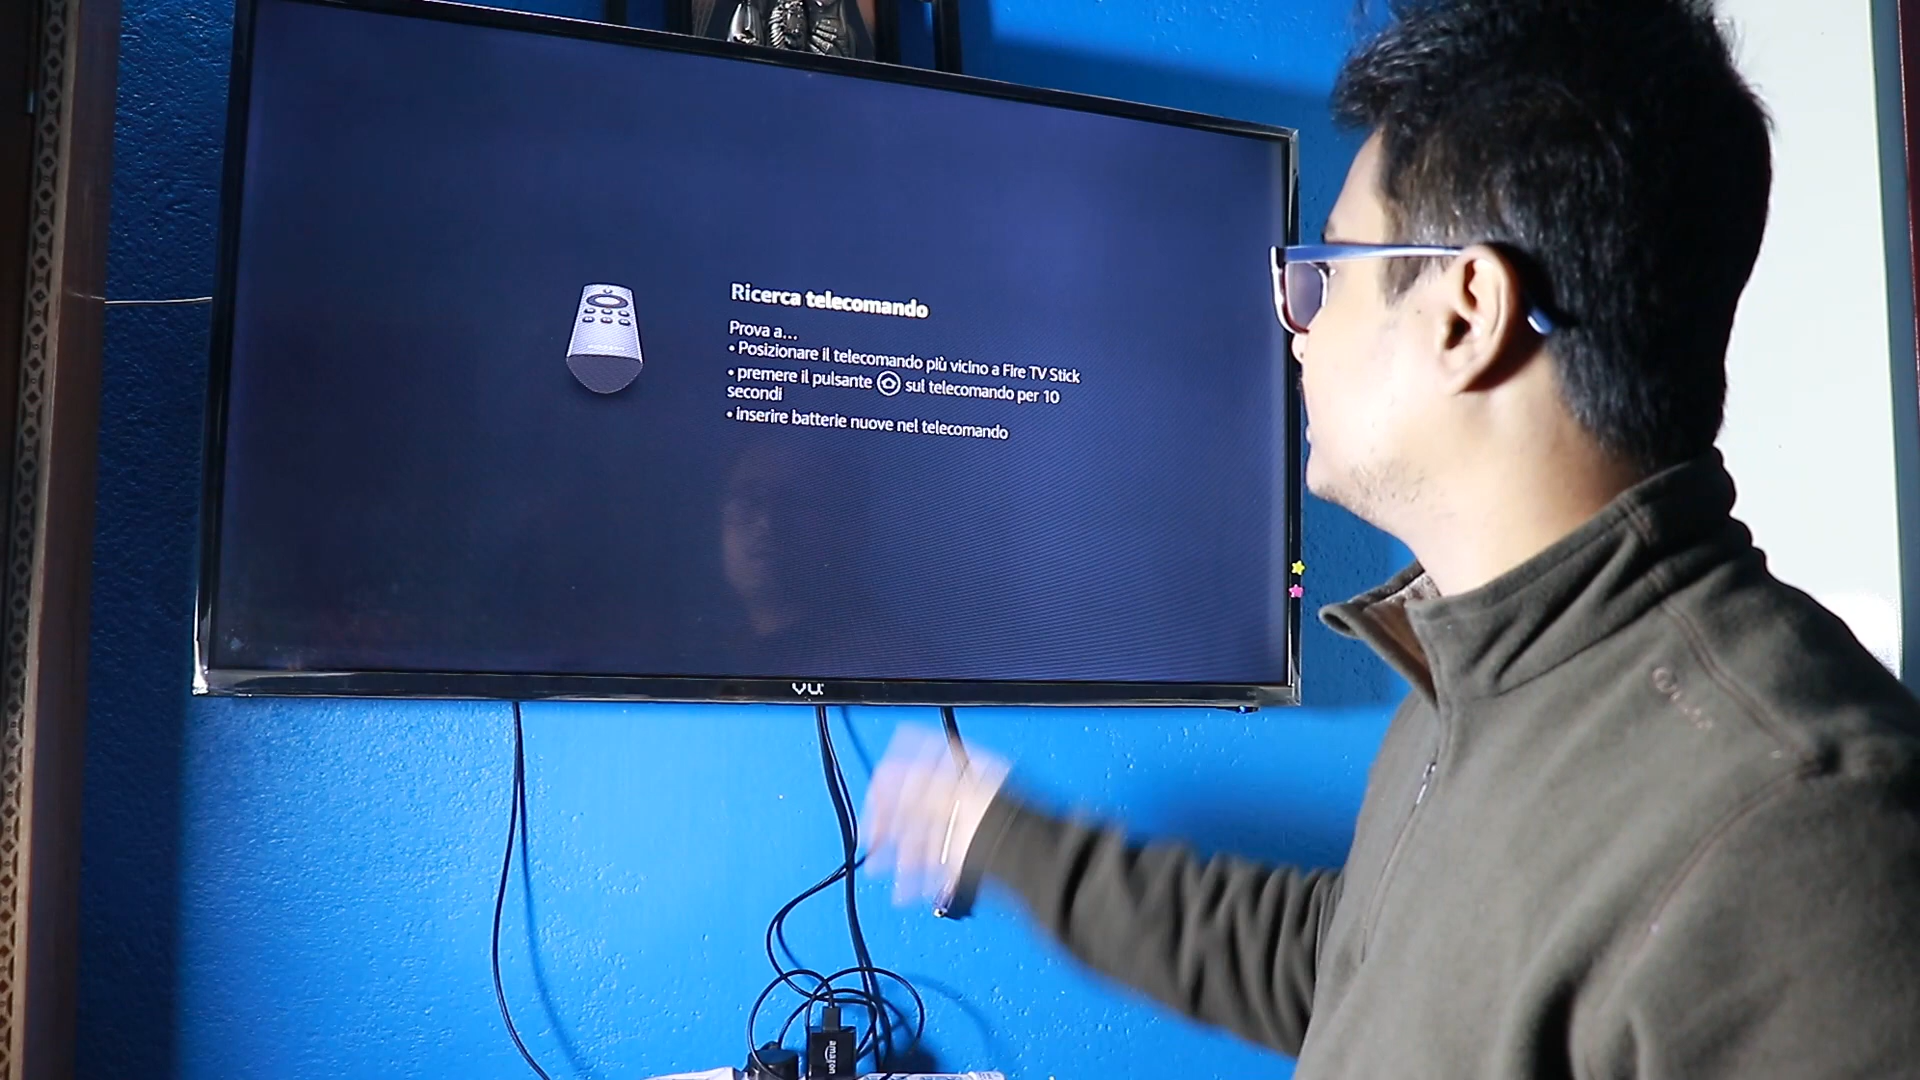 Ricerca telecomando
Prova a...
• Posizionare il telecomando più vicino a Fire TV Stick
• premere il pulsante sul telecomando per 10
secondi
• inserire batterie nuove nel telecomando
vu
amazon